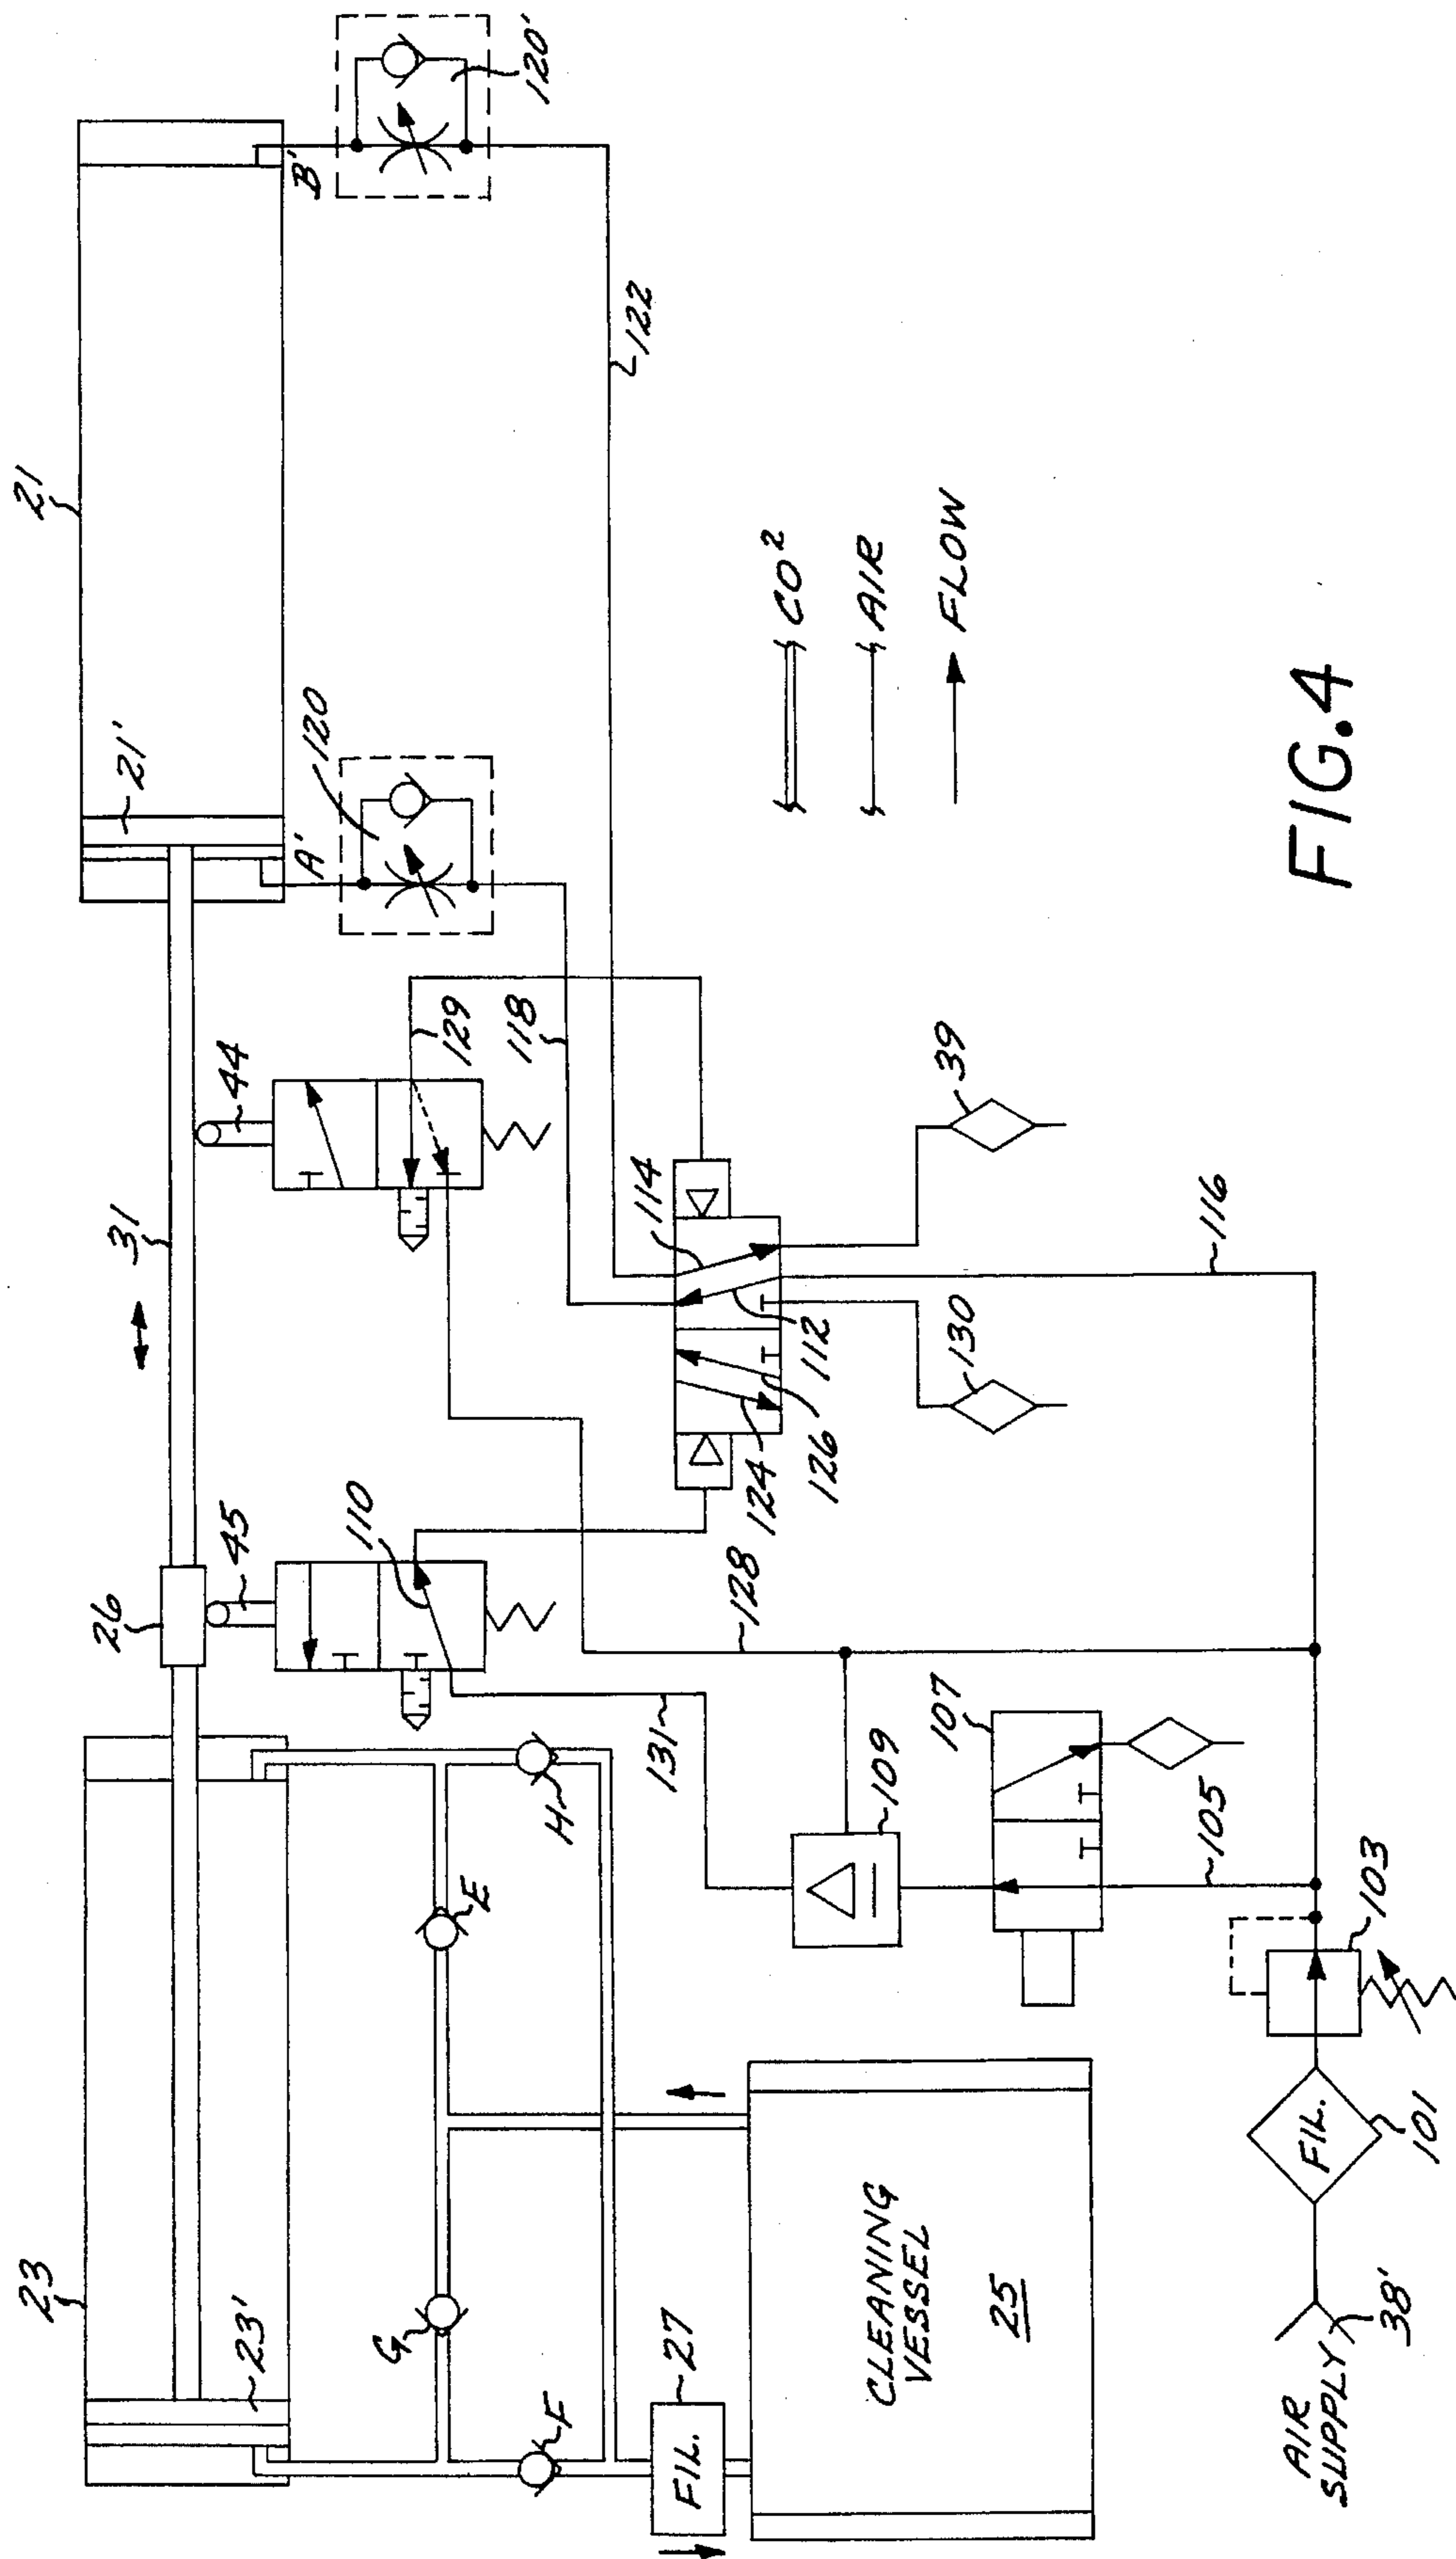 21
21'
A'
120
B'
120'
122
31
44
129
118
26
45
110
114
39
116
130
112
126
124
128
131
107
109
105
103
H
E
G
F
23
23'
FIL.
27
CLEANING
VESSEL
25
FIL.
101
AIR
SUPPLY
38'
CO²
AIR
FLOW
FIG.4